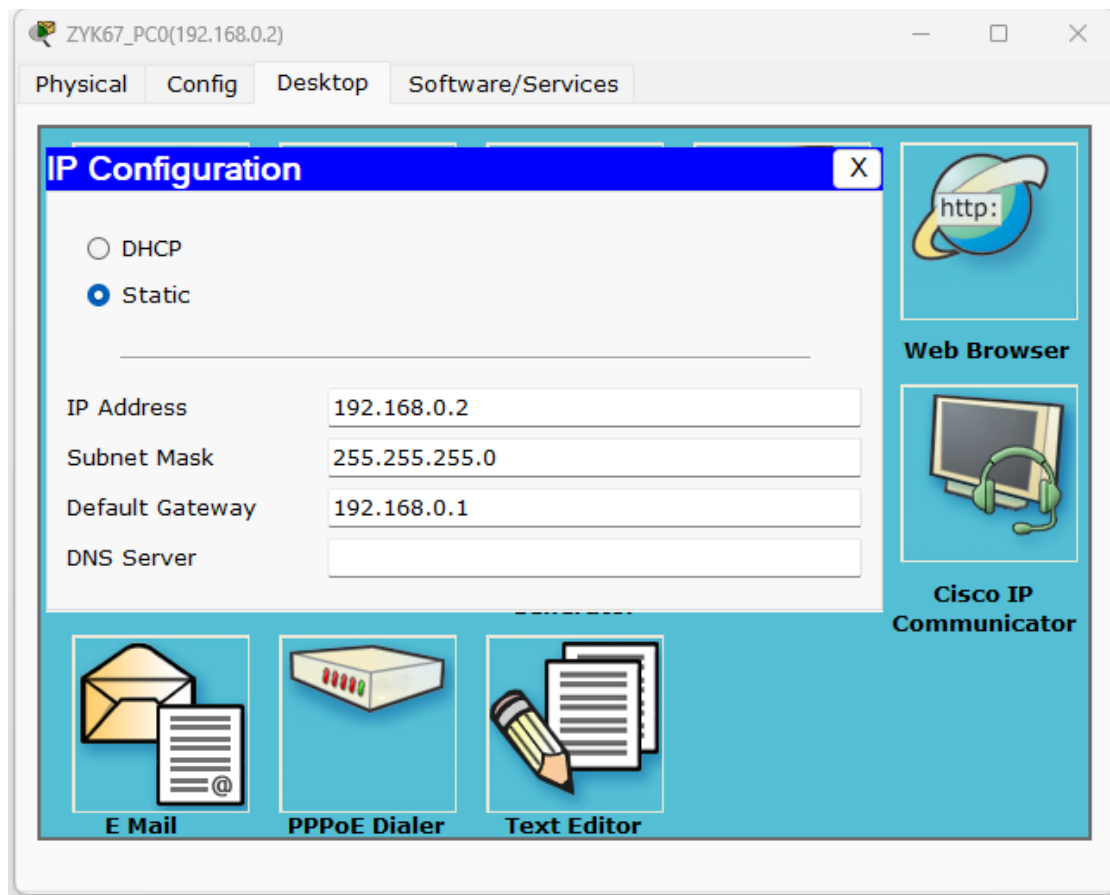 ZYK67_PC0(192.168.0.2)
Physical Config Desktop Software/Services
IP Configuration X
DHCP
Static
IP Address 192.168.0.2
Subnet Mask 255.255.255.0
Default Gateway 192.168.0.1
DNS Server
http:
Web Browser
Cisco IP
Communicator
@
E Mail
PPPoE Dialer
Text Editor